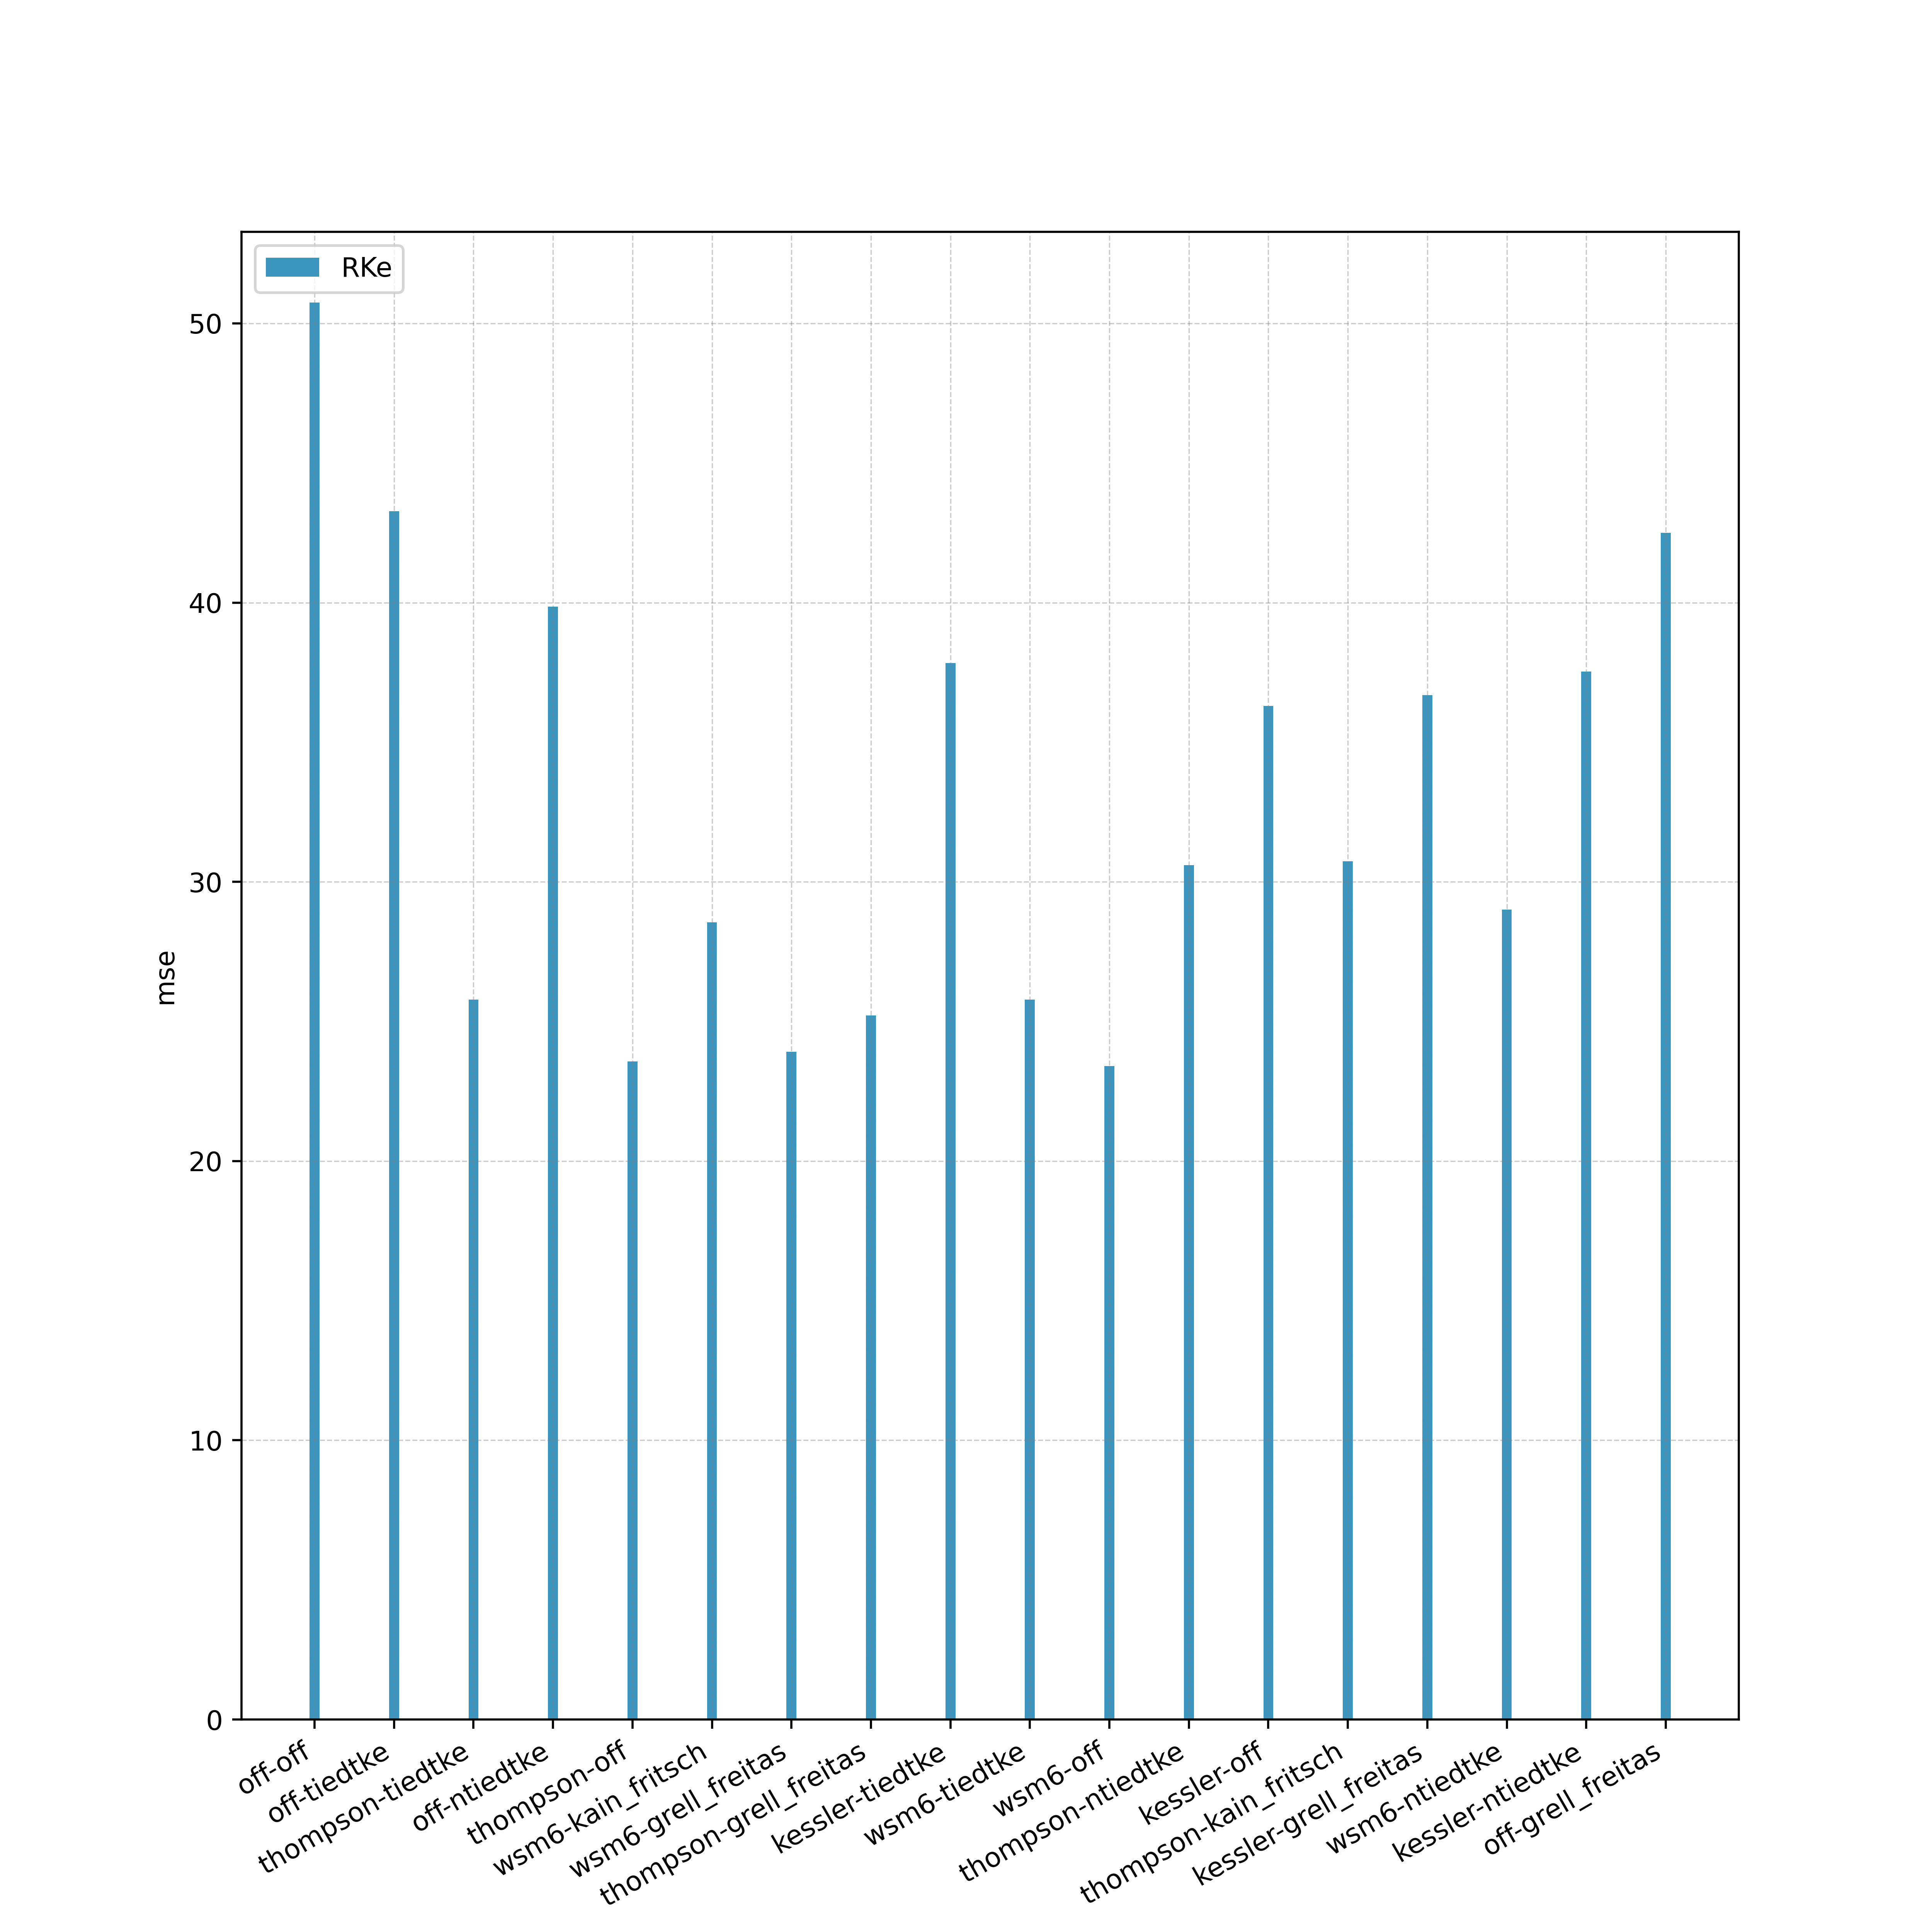 RKe
50
40
30
20
10
0
mse
off-off
off-tiedtke
thompson-tiedtke
off-ntiedtke
thompson-off
wsm6-kain_fritsch
wsm6-grell_freitas
thompson-grell_freitas
kessler-tiedtke
wsm6-tiedtke
wsm6-off
thompson-ntiedtke
kessler-off
thompson-kain_fritsch
kessler-grell_freitas
wsm6-ntiedtke
kessler-ntiedtke
off-grell_freitas